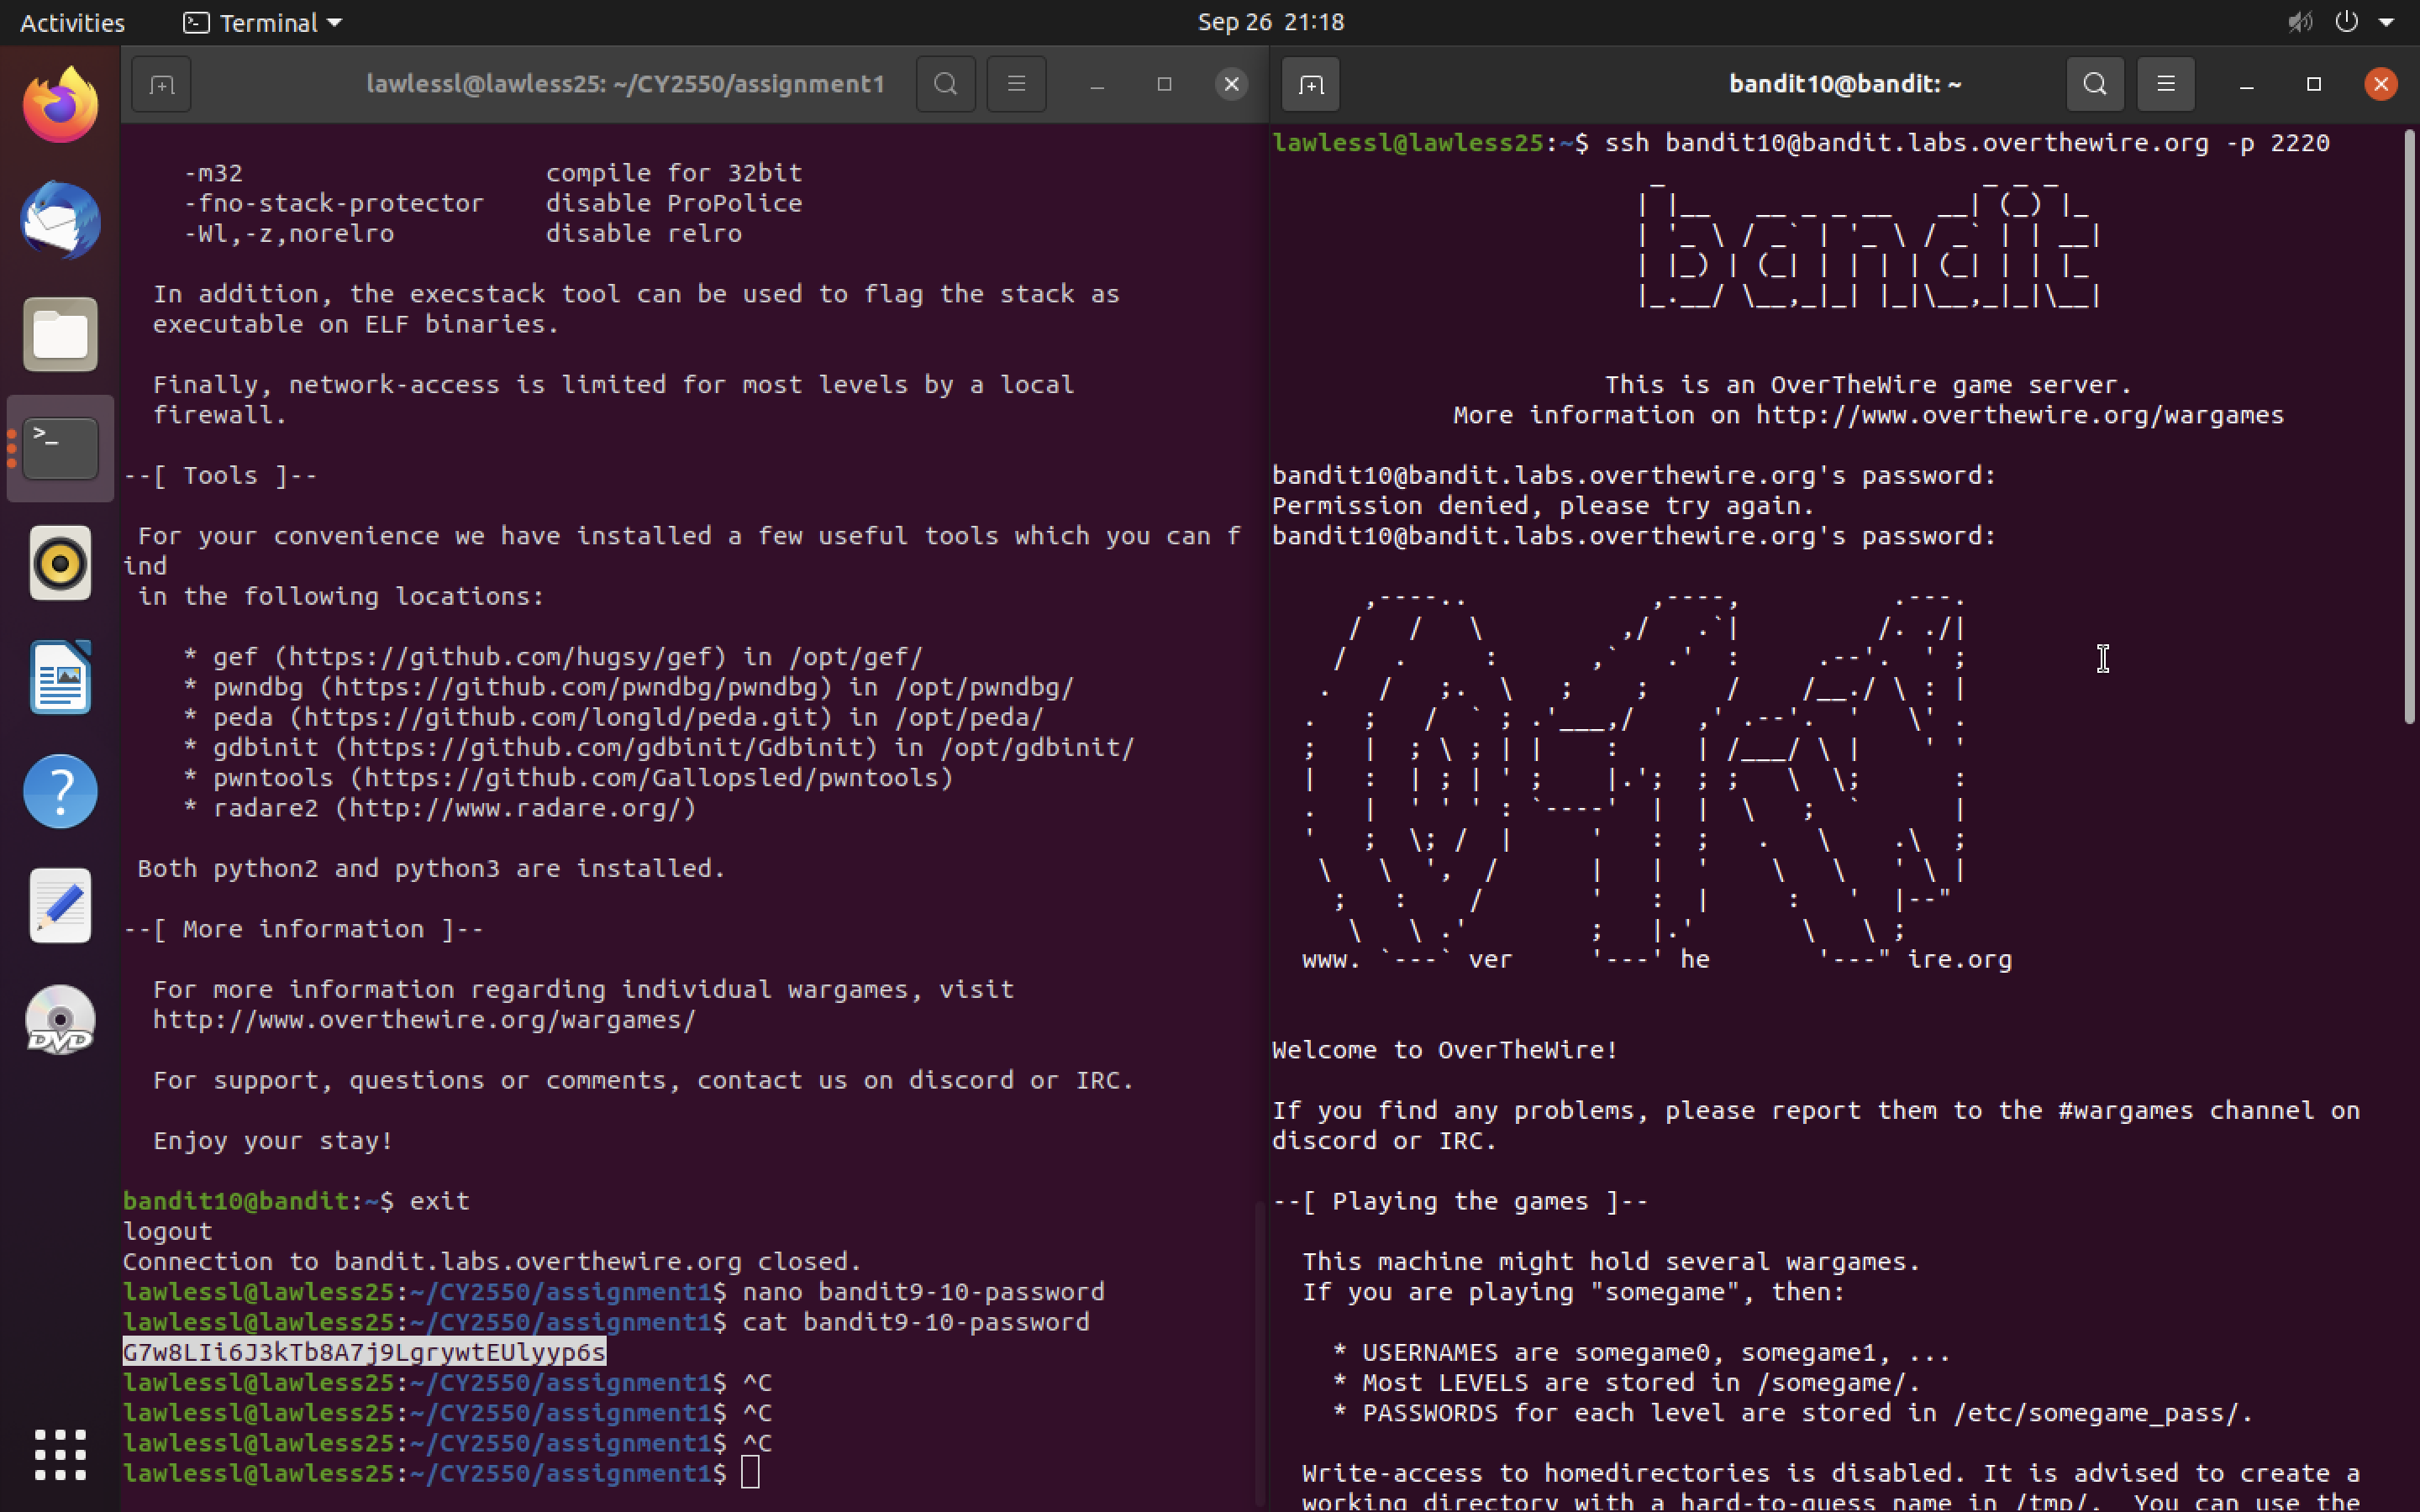 Activities
Terminal
Sep 26 21:18
lawlessl@lawless25: ~/CY2550/assignment1
-m32 compile for 32bit
-fno-stack-protector disable ProPolice
-Wl,-z,norelro disable relro
In addition, the execstack tool can be used to flag the stack as
executable on ELF binaries.
Finally, network-access is limited for most levels by a local
firewall.
--[ Tools ]--
For your convenience we have installed a few useful tools which you can f
ind
in the following locations:
* gef (https://github.com/hugsy/gef) in /opt/gef/
* pwndbg (https://github.com/pwndbg/pwndbg) in /opt/pwndbg/
* peda (https://github.com/longld/peda.git) in /opt/peda/
* gdbinit (https://github.com/gdbinit/Gdbinit) in /opt/gdbinit/
* pwntools (https://github.com/Gallopsled/pwntools)
* radare2 (http://www.radare.org/)
Both python2 and python3 are installed.
--[ More information ]--
For more information regarding individual wargames, visit
http://www.overthewire.org/wargames/
For support, questions or comments, contact us on discord or IRC.
Enjoy your stay!
bandit10@bandit:~$ exit
logout
Connection to bandit.labs.overthewire.org closed.
lawlessl@lawless25:~/CY2550/assignment1$ nano bandit9-10-password
lawlessl@lawless25:~/CY2550/assignment1$ cat bandit9-10-password
G7w8LIi6J3kTb8A7j9LgrywtEUlyyp6s
lawlessl@lawless25:~/CY2550/assignment1$ ^C
lawlessl@lawless25:~/CY2550/assignment1$ ^C
lawlessl@lawless25:~/CY2550/assignment1$ ^C
lawlessl@lawless25:~/CY2550/assignment1$
bandit10@bandit: ~
lawlessl@lawless25:~$ ssh bandit10@bandit.labs.overthewire.org -p 2220
bandit
This is an OverTheWire game server.
More information on http://www.overthewire.org/wargames
bandit10@bandit.labs.overthewire.org's password:
Permission denied, please try again.
bandit10@bandit.labs.overthewire.org's password:
www. ver he ire.org
Welcome to OverTheWire!
If you find any problems, please report them to the #wargames channel on
discord or IRC.
--[ Playing the games ]--
This machine might hold several wargames.
If you are playing "somegame", then:
* USERNAMES are somegame0, somegame1, ...
* Most LEVELS are stored in /somegame/.
* PASSWORDS for each level are stored in /etc/somegame_pass/.
Write-access to homedirectories is disabled. It is advised to create a
working directory with a hard-to-guess name in /tmp/. You can use the
DVD